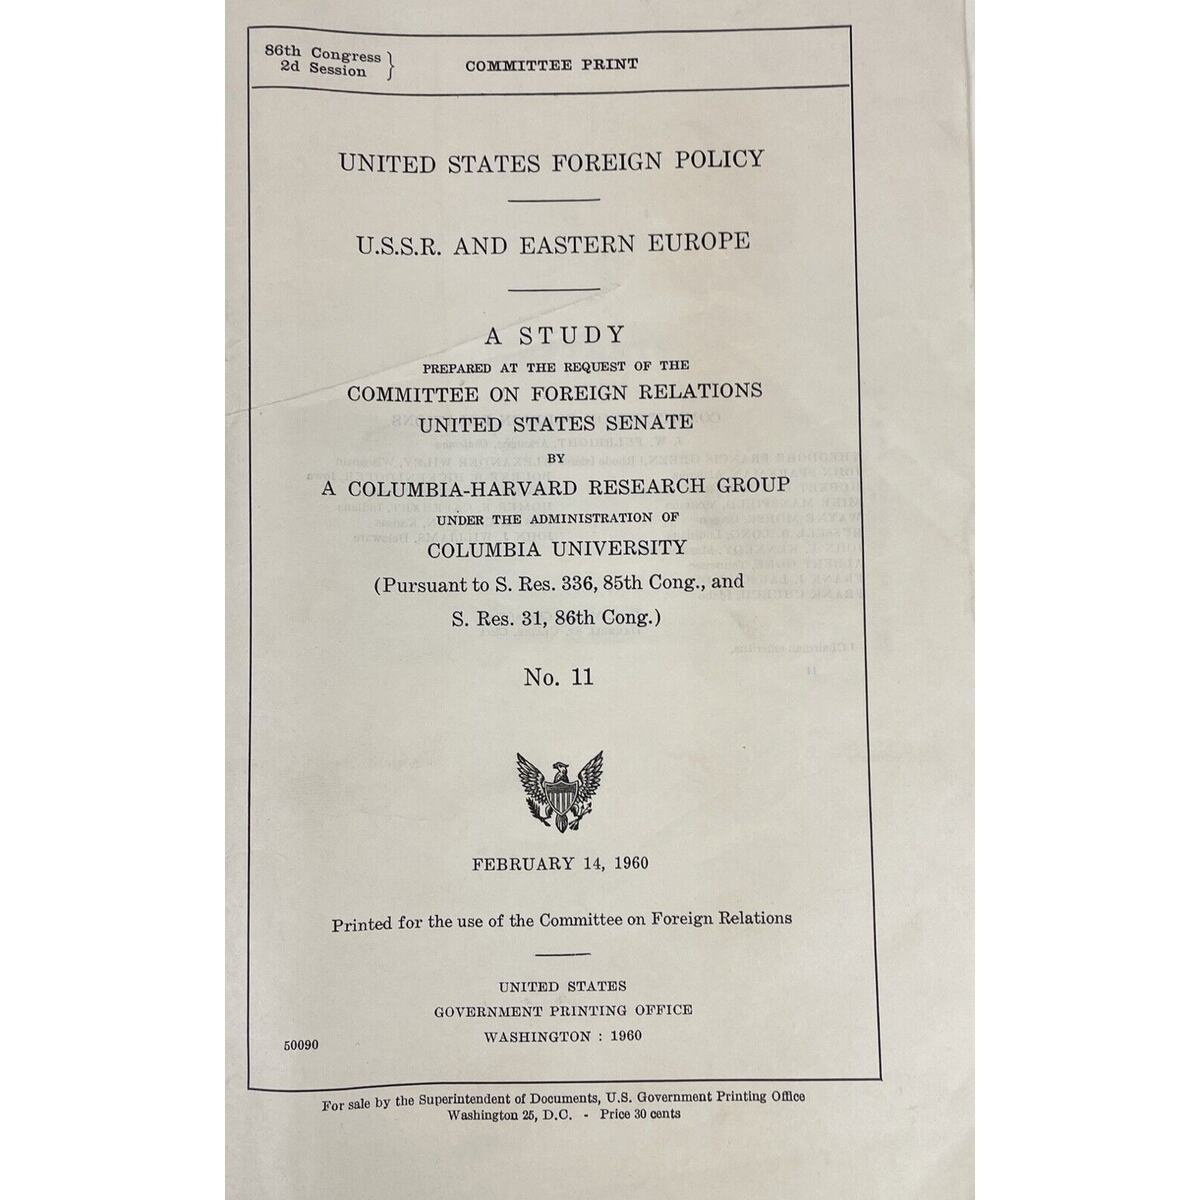 86th Congress
2d Session
COMMITTEE PRINT
UNITED STATES FOREIGN POLICY
U.S.S.R. AND EASTERN EUROPE
A STUDY
PREPARED AT THE REQUEST OF THE
COMMITTEE ON FOREIGN RELATIONS
UNITED STATES SENATE
BY
A COLUMBIA-HARVARD RESEARCH GROUP
UNDER THE ADMINISTRATION OF
COLUMBIA UNIVERSITY
(Pursuant to S. Res. 336, 85th Cong., and
S. Res. 31, 86th Cong.)
No. 11
FEBRUARY 14, 1960
Printed for the use of the Committee on Foreign Relations
UNITED STATES
GOVERNMENT PRINTING OFFICE
WASHINGTON : 1960
50090
For sale by the Superintendent of Documents, U.S. Government Printing Office
Washington 25, D.C. - Price 30 cents